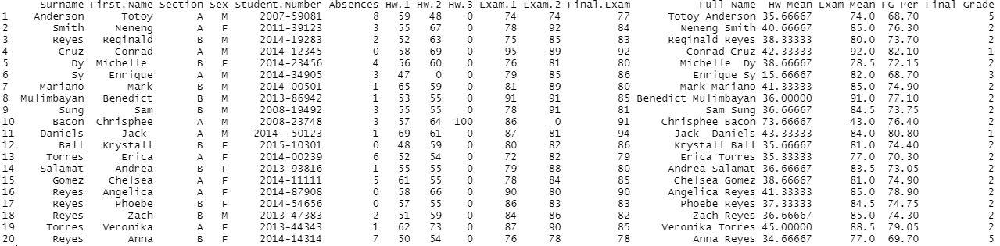 Surname First.Name Section Sex Student.Number Absences HW.1 HW.2 HW.3 Exam.1 Exam.2 Final.Exam Full Name HW Mean Exam Mean FG Per Final Grade
1 Anderson Totoy A M 2007-59081 8 59 48 0 74 74 77 Totoy Anderson 35.66667 74.0 68.70 5
2 Smith Neneng A F 2011-39123 3 55 67 0 78 92 84 Neneng Smith 40.66667 85.0 76.30 2
3 Reyes Reginald B M 2014-19283 2 52 63 0 75 85 83 Reginald Reyes 38.33333 80.0 73.70 2
4 Cruz Conrad A M 2014-12345 0 58 69 0 95 89 92 Conrad Cruz 42.33333 92.0 82.10 1
5 Dy Michelle B F 2014-23456 4 56 60 0 76 81 80 Michelle Dy 38.66667 78.5 72.15 2
6 Sy Enrique A M 2014-34905 3 47 0 0 79 85 86 Enrique Sy 15.66667 82.0 68.70 3
7 Mariano Mark B M 2014-00501 1 65 59 0 81 89 80 Mark Mariano 41.33333 85.0 74.90 2
8 Mulimbayan Benedict B M 2013-86942 1 53 55 0 91 91 85 Benedict Mulimbayan 36.00000 91.0 77.10 2
9 Sung Sam B M 2008-19492 3 55 55 0 78 91 81 Sam Sung 36.66667 84.5 73.75 2
10 Bacon Chrisphee A M 2008-23748 3 57 64 100 86 0 91 Chrisphee Bacon 73.66667 43.0 76.40 2
11 Daniels Jack A M 2014- 50123 1 69 61 0 87 81 94 Jack Daniels 43.33333 84.0 80.80 1
12 Ball Krystall B F 2015-10301 0 48 59 0 80 82 86 Krystall Ball 35.66667 81.0 74.40 2
13 Torres Erica A F 2014-00239 6 52 54 0 72 82 79 Erica Torres 35.33333 77.0 70.30 2
14 Salamat Andrea B F 2013-93816 1 55 55 0 79 88 80 Andrea Salamat 36.66667 83.5 73.05 2
15 Gomez Chelsea A F 2014-11111 5 61 55 0 78 84 85 Chelsea Gomez 38.66667 81.0 74.90 2
16 Reyes Angelica A F 2014-87908 0 58 66 0 90 80 90 Angelica Reyes 41.33333 85.0 78.90 2
17 Reyes Phoebe B F 2014-54656 0 57 55 0 86 83 83 Phoebe Reyes 37.33333 84.5 74.75 2
18 Reyes Zach B M 2013-47383 2 51 59 0 84 86 82 Zach Reyes 36.66667 85.0 74.30 2
19 Torres Veronika A F 2013-44343 1 62 73 0 87 90 85 Veronika Torres 45.00000 88.5 79.05 2
20 Reyes Anna B F 2014-14314 7 50 54 0 76 78 78 Anna Reyes 34.66667 77.0 69.70 5